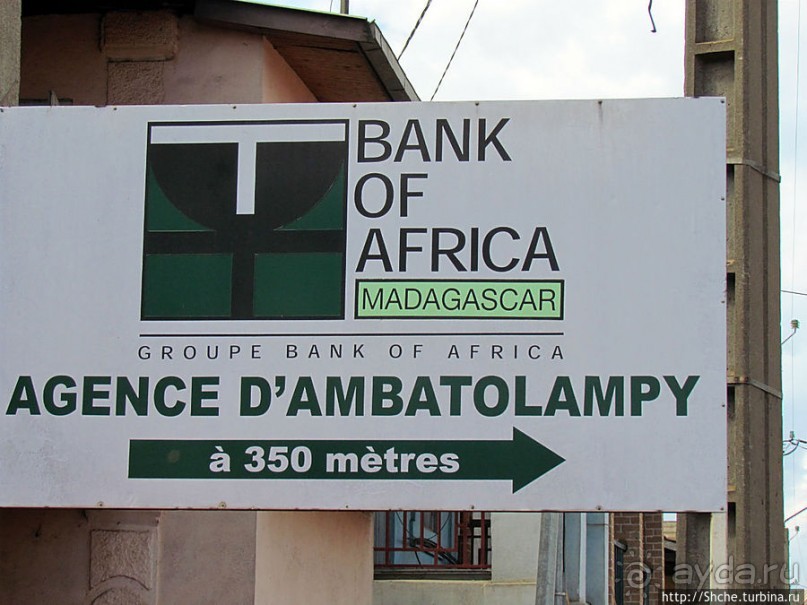 BANK
OF
AFRICA
MADAGASCAR
GROUPE BANK OF AFRICA
AGENCE D'AMBATOLAMPY
à 350 mètres
ayda.ru
http://Shche.turbina.ru